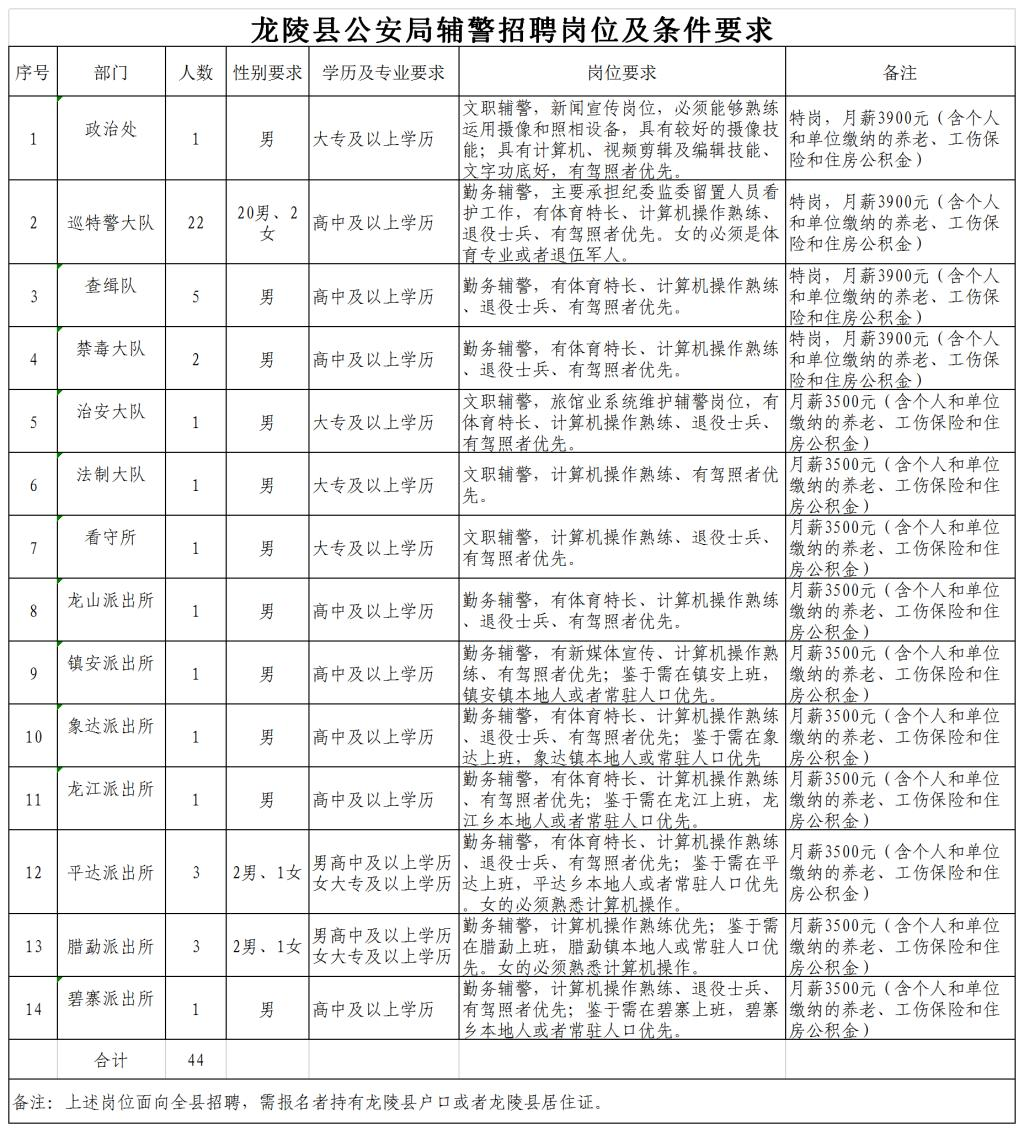 龙陵县公安局辅警招聘岗位及条件要求
序号 部门 人数 性别要求 学历及专业要求 岗位要求 备注
1 政治处 1 男 大专及以上学历
文职辅警，新闻宣传岗位，必须能够熟练
运用摄像和照相设备，具有较好的摄像技
能；具有计算机、视频剪辑及编辑技能、
文字功底好，有驾照者优先。
特岗，月薪3900元（含个人
和单位缴纳的养老、工伤保
险和住房公积金）
2 巡特警大队 22
20男、2
女
高中及以上学历
勤务辅警，主要承担纪委监委留置人员看
护工作，有体育特长、计算机操作熟练、
退役士兵、有驾照者优先。女的必须是体
育专业或者退伍军人。
特岗，月薪3900元（含个人
和单位缴纳的养老、工伤保
险和住房公积金）
3 查缉队 5 男 高中及以上学历
勤务辅警，有体育特长、计算机操作熟练
、退役士兵、有驾照者优先。
特岗，月薪3900元（含个人
和单位缴纳的养老、工伤保
险和住房公积金）
4 禁毒大队 2 男 高中及以上学历
勤务辅警，有体育特长、计算机操作熟练
、退役士兵、有驾照者优先。
特岗，月薪3900元（含个人
和单位缴纳的养老、工伤保
险和住房公积金）
5 治安大队 1 男 大专及以上学历
文职辅警，旅馆业系统维护辅警岗位，有
体育特长、计算机操作熟练、退役士兵、
有驾照者优先。
月薪3500元（含个人和单位
缴纳的养老、工伤保险和住
房公积金）
6 法制大队 1 男 大专及以上学历
文职辅警，计算机操作熟练、有驾照者优
先。
月薪3500元（含个人和单位
缴纳的养老、工伤保险和住
房公积金）
7 看守所 1 男 大专及以上学历
文职辅警，计算机操作熟练、退役士兵、
有驾照者优先。
月薪3500元（含个人和单位
缴纳的养老、工伤保险和住
房公积金）
8 龙山派出所 1 男 高中及以上学历
勤务辅警，有体育特长、计算机操作熟练
、退役士兵、有驾照者优先。
月薪3500元（含个人和单位
缴纳的养老、工伤保险和住
房公积金）
9 镇安派出所 1 男 高中及以上学历
勤务辅警，有新媒体宣传、计算机操作熟
练、有驾照者优先；鉴于需在镇安上班，
镇安镇本地人或者常驻人口优先。
月薪3500元（含个人和单位
缴纳的养老、工伤保险和住
房公积金）
10 象达派出所 1 男 高中及以上学历
勤务辅警，有体育特长、计算机操作熟练
、退役士兵、有驾照者优先；鉴于需在象
达上班，象达镇本地人或常驻人口优先
月薪3500元（含个人和单位
缴纳的养老、工伤保险和住
房公积金）
11 龙江派出所 1 男 高中及以上学历
勤务辅警，有体育特长、计算机操作熟练
、有驾照者优先；鉴于需在龙江上班，龙
江乡本地人或者常驻人口优先。
月薪3500元（含个人和单位
缴纳的养老、工伤保险和住
房公积金）
12 平达派出所 3 2男、1女
男高中及以上学历
女大专及以上学历
勤务辅警，有体育特长、计算机操作熟练
、退役士兵、有驾照者优先；鉴于需在平
达上班，平达乡本地人或者常驻人口优先
。女的必须熟悉计算机操作。
月薪3500元（含个人和单位
缴纳的养老、工伤保险和住
房公积金）
13 腊勐派出所 3 2男、1女
男高中及以上学历
女大专及以上学历
勤务辅警，计算机操作熟练优先；鉴于需
在腊勐上班，腊勐镇本地人或者常驻人口优
先。女的必须熟悉计算机操作。
月薪3500元（含个人和单位
缴纳的养老、工伤保险和住
房公积金）
14 碧寨派出所 1 男 高中及以上学历
勤务辅警，计算机操作熟练、退役士兵、
有驾照者优先；鉴于需在碧寨上班，碧寨
乡本地人或者常驻人口优先。
月薪3500元（含个人和单位
缴纳的养老、工伤保险和住
房公积金）
合计 44
备注：上述岗位面向全县招聘，需报名者持有龙陵县户口或者龙陵县居住证。